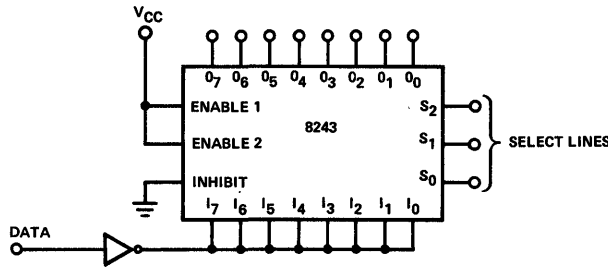 VCC
O7 O6 O5 O4 O3 O2 O1 O0
ENABLE 1
S2
8243
ENABLE 2
S1
SELECT LINES
INHIBIT
S0
I7 I6 I5 I4 I3 I2 I1 I0
DATA